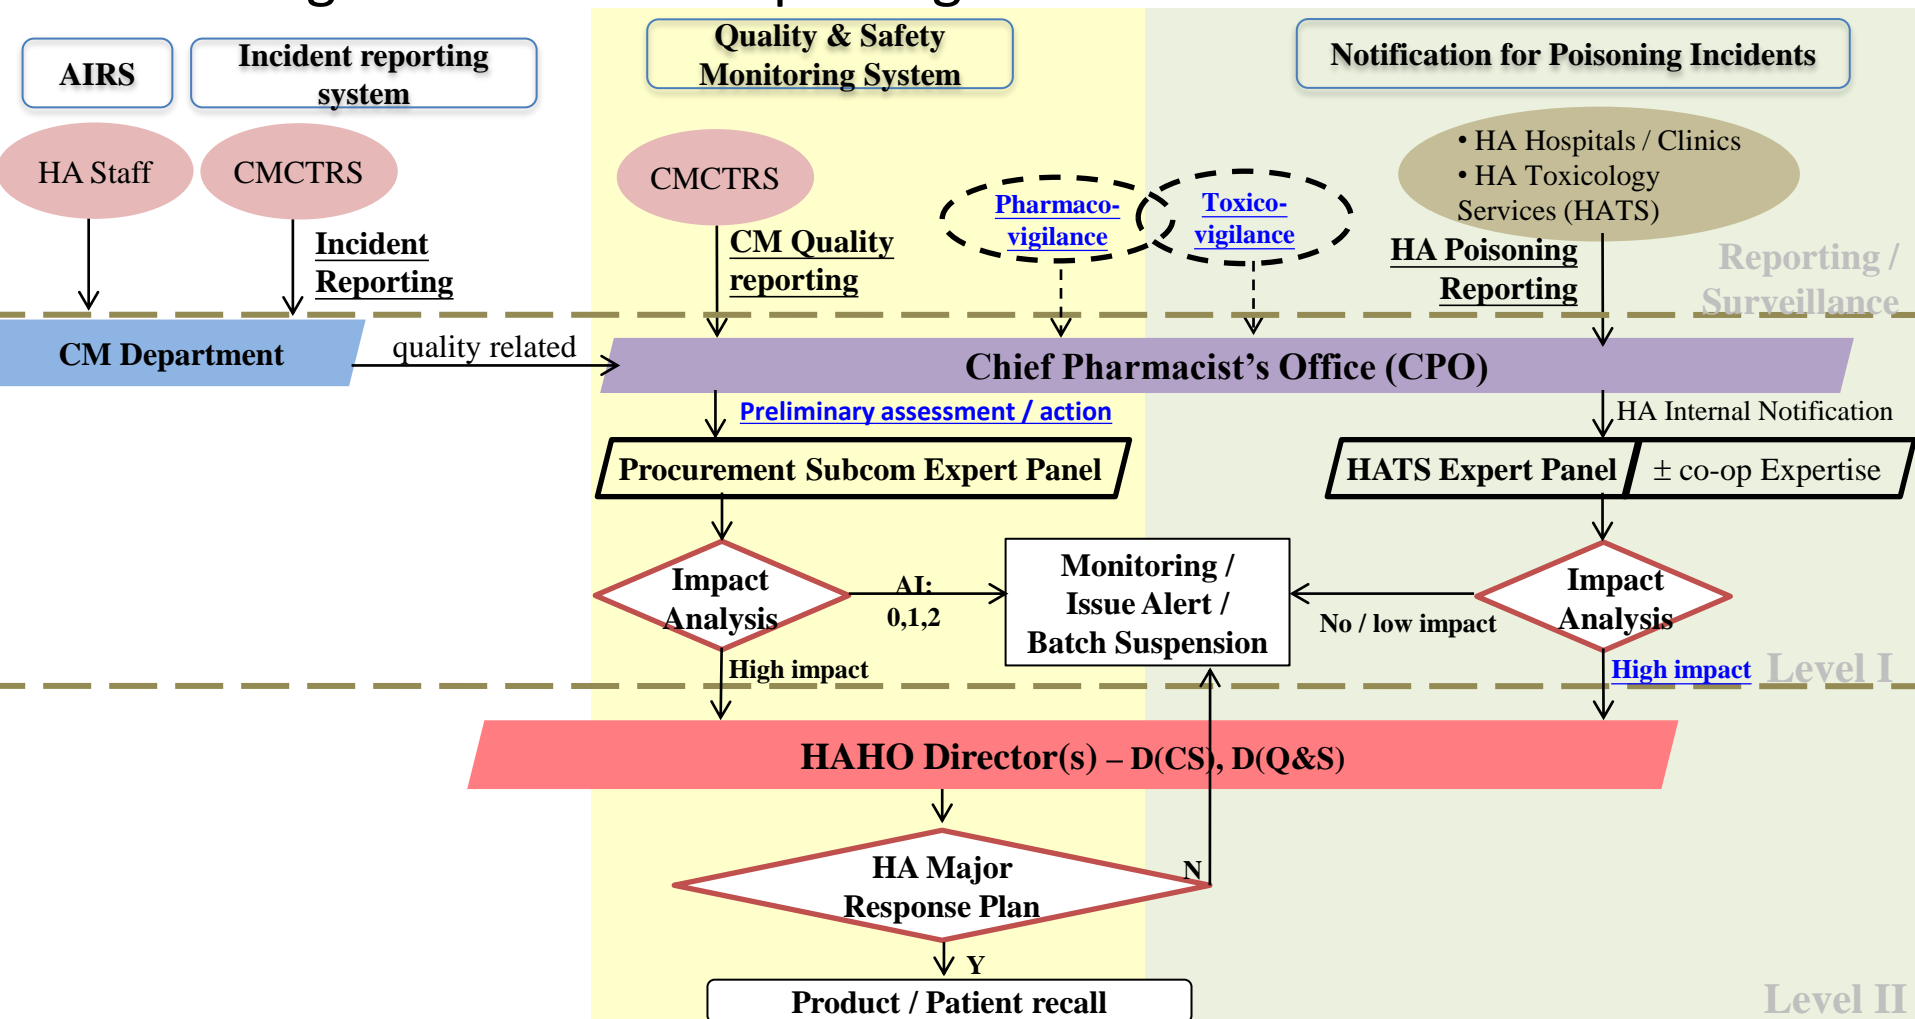 AIRS
Incident reporting
system
Quality & Safety
Monitoring System
Notification for Poisoning Incidents
HA Staff
CMCTRS
CMCTRS
Pharmaco-
vigilance
Toxico-
vigilance
• HA Hospitals / Clinics
• HA Toxicology
Services (HATS)
Incident
Reporting
CM Quality
reporting
HA Poisoning
Reporting
Reporting /
Surveillance
CM Department
quality related
Chief Pharmacist’s Office (CPO)
Preliminary assessment / action
HA Internal Notification
Procurement Subcom Expert Panel
HATS Expert Panel
± co-op Expertise
Impact
Analysis
AI:
0,1,2
Monitoring /
Issue Alert /
Batch Suspension
No / low impact
Impact
Analysis
High impact
High impact
Level I
HAHO Director(s) – D(CS), D(Q&S)
HA Major
Response Plan
N
Y
Product / Patient recall
Level II